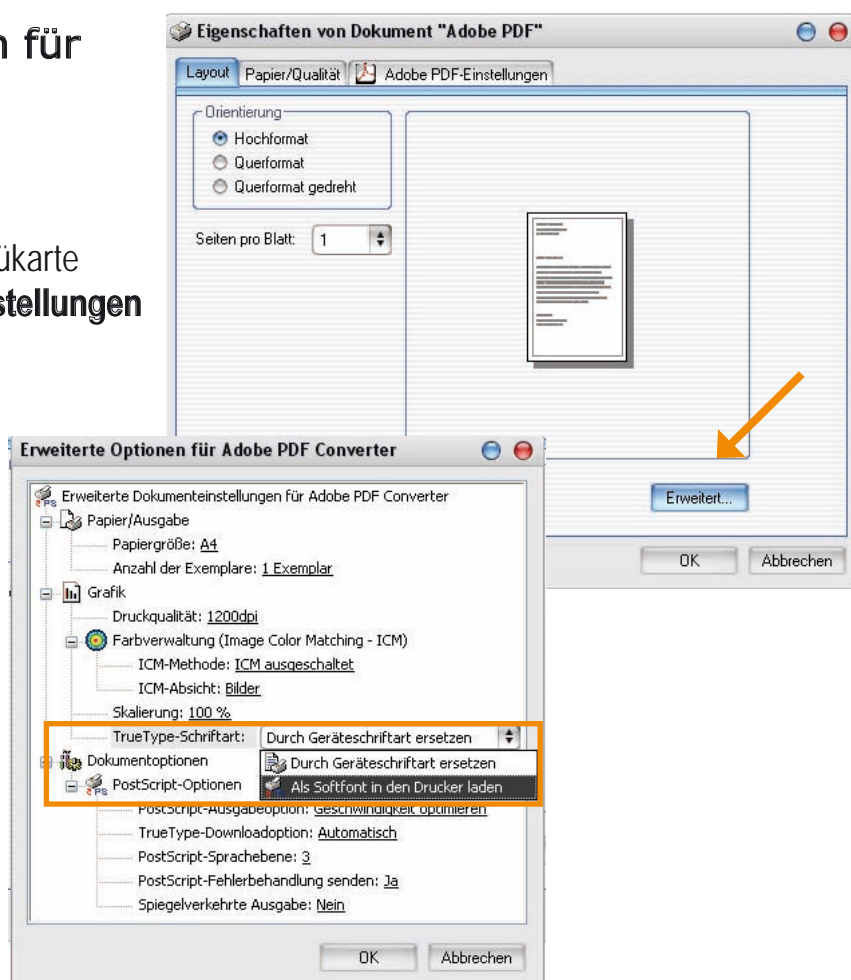 n für
ükarte
stellungen
Eigenschaften von Dokument "Adobe PDF"
Layout Papier/Qualität Adobe PDF-Einstellungen
Orientierung
Hochformat
Querformat
Querformat gedreht
Seiten pro Blatt: 1
Erweitert...
OK Abbrechen
Erweiterte Optionen für Adobe PDF Converter
Erweiterte Dokumenteinstellungen für Adobe PDF Converter
Papier/Ausgabe
Papiergröße: A4
Anzahl der Exemplare: 1 Exemplar
Grafik
Druckqualität: 1200dpi
Farbverwaltung (Image Color Matching - ICM)
ICM-Methode: ICM ausgeschaltet
ICM-Absicht: Bilder
Skalierung: 100 %
TrueType-Schriftart: Durch Geräteschriftart ersetzen
Durch Geräteschriftart ersetzen
Als Softfont in den Drucker laden
Dokumentoptionen
PostScript-Optionen
PostScript-Ausgabeoption: Geschwindigkeit optimieren
TrueType-Downloadoption: Automatisch
PostScript-Sprachebene: 3
PostScript-Fehlerbehandlung senden: Ja
Spiegelverkehrte Ausgabe: Nein
OK Abbrechen